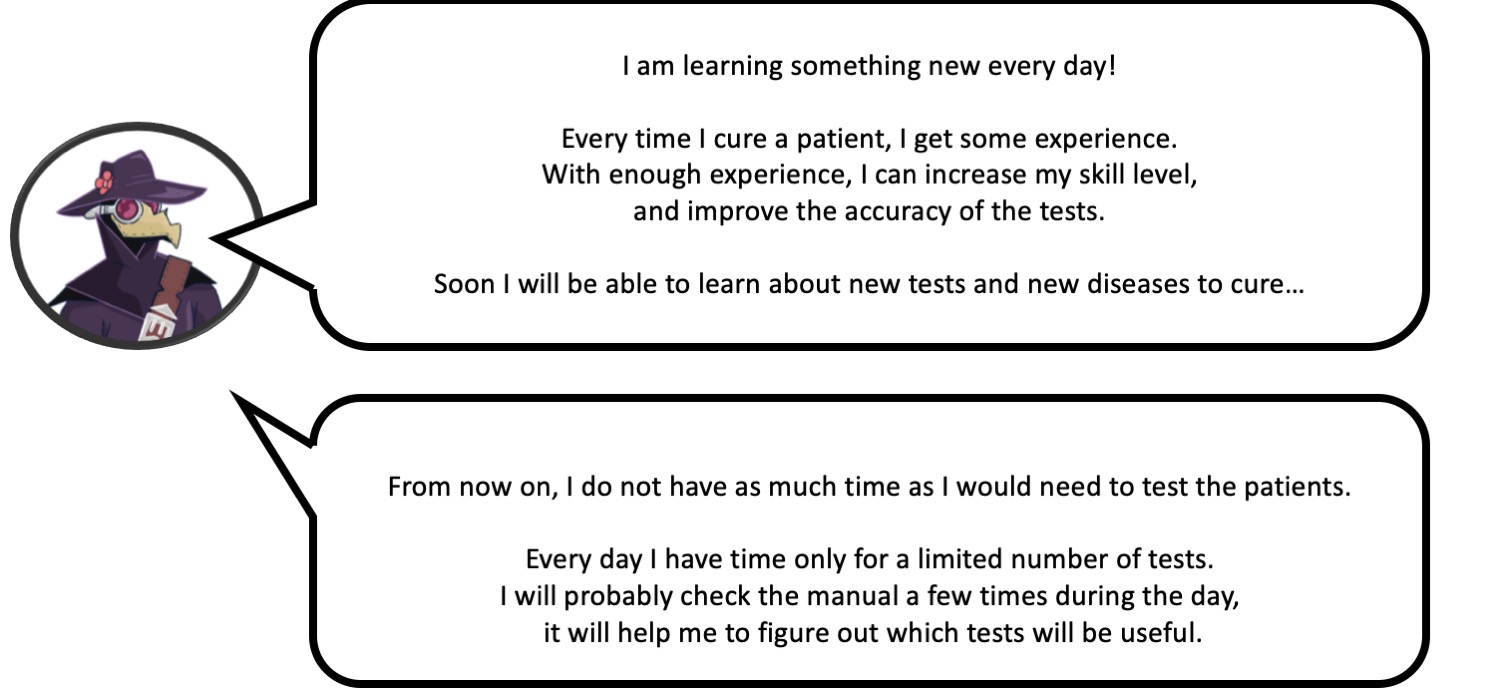 I am learning something new every day!
Every time I cure a patient, I get some experience.
With enough experience, I can increase my skill level,
and improve the accuracy of the tests.
Soon I will be able to learn about new tests and new diseases to cure...
From now on, I do not have as much time as I would need to test the patients.
Every day I have time only for a limited number of tests.
I will probably check the manual a few times during the day,
it will help me to figure out which tests will be useful.